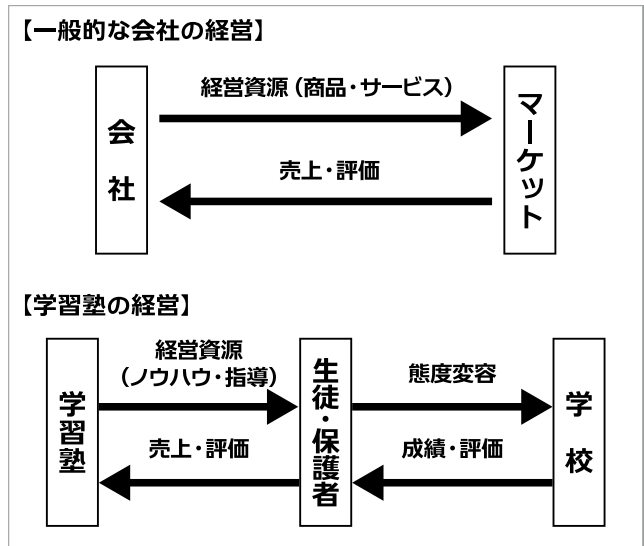 【一般的な会社の経営】
会社
経営資源（商品・サービス）
売上・評価
マーケット
【学習塾の経営】
学習塾
経営資源
（ノウハウ・指導）
売上・評価
生徒・保護者
態度変容
成績・評価
学校